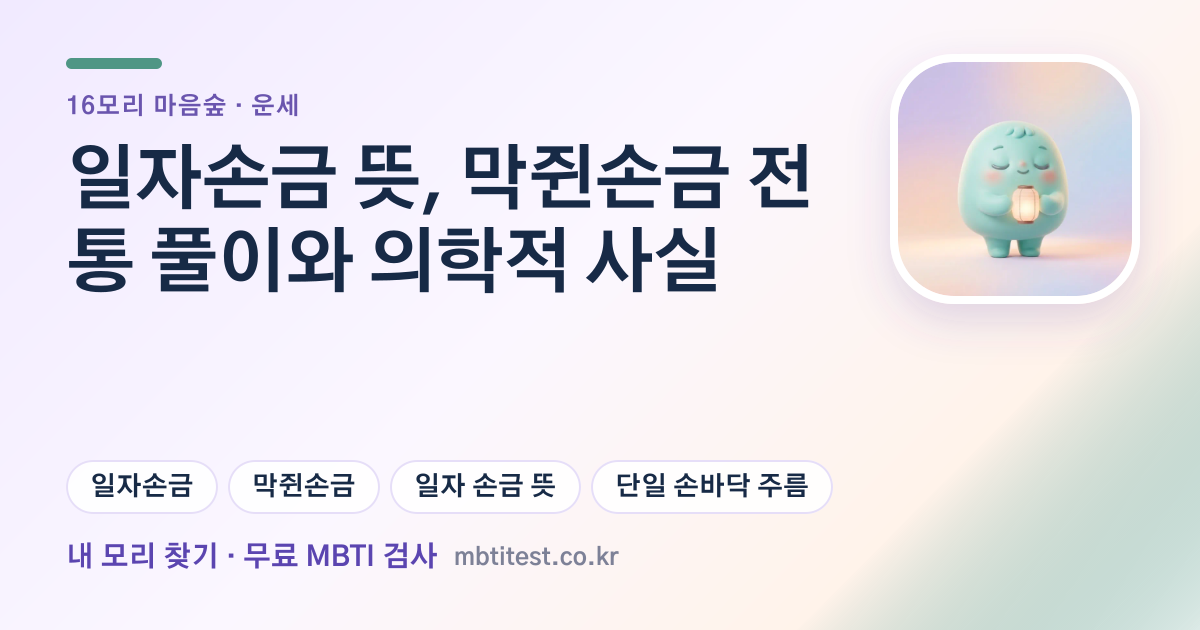 16모리 마음숲 · 운세
일자손금 뜻, 막쥔손금 전
통 풀이와 의학적 사실
일자손금
막쥔손금
일자 손금 뜻
단일 손바닥 주름
내 모리 찾기 · 무료 MBTI 검사 mbtitest.co.kr